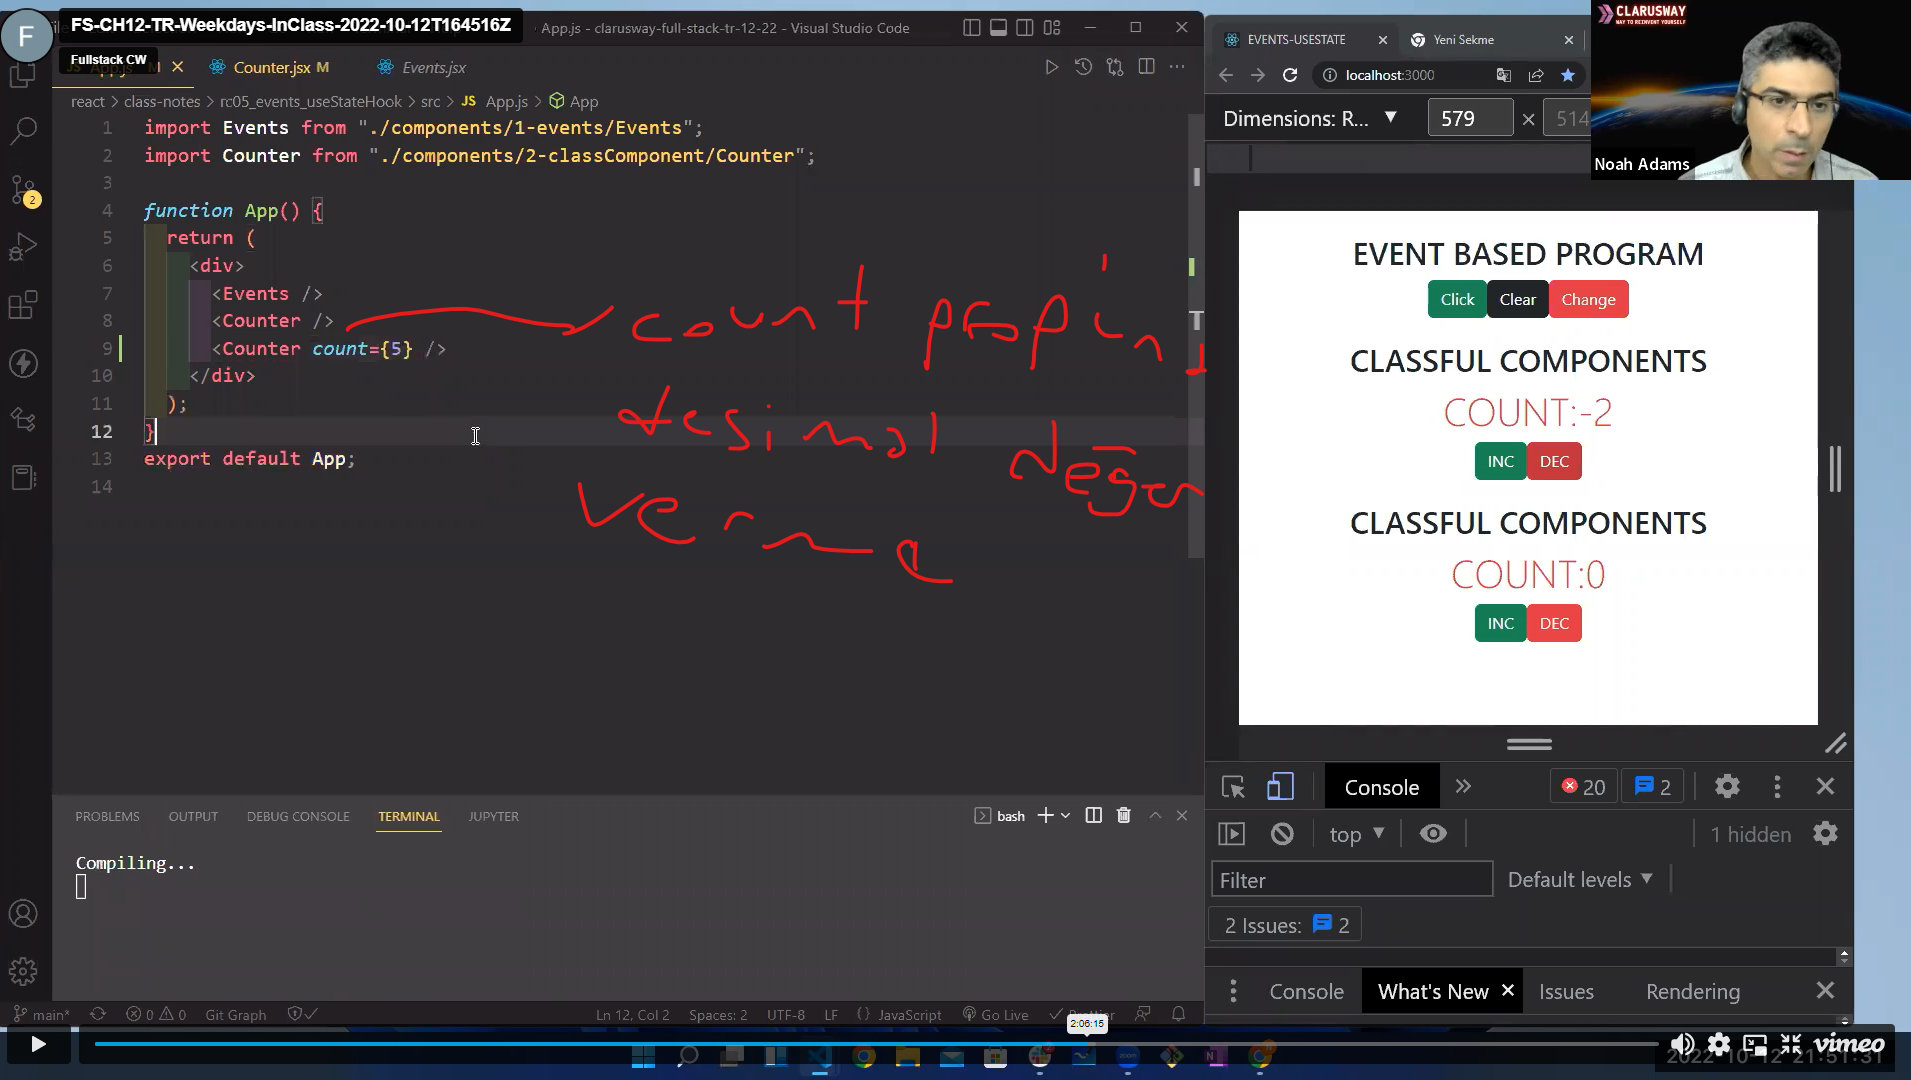 FS-CH12-TR-Weekdays-InClass-2022-10-12T164516Z
Fullstack CW
F
App.js - clarusway-full-stack-tr-12-22 - Visual Studio Code
Counter.jsx M
Events.jsx
react > class-notes > rc05_events_useStateHook > src > JS App.js > App
1 import Events from "./components/1-events/Events";
2 import Counter from "./components/2-classComponent/Counter";
3
4 function App() {
5 return (
6 <div>
7 <Events />
8 <Counter />
9 <Counter count={5} />
10 </div>
11 );
12 }
13 export default App;
14
count propin
desimal
verme
2
PROBLEMS OUTPUT DEBUG CONSOLE TERMINAL JUPYTER
bash
Compiling...
main* 0 0 Git Graph Ln 12, Col 2 Spaces: 2 UTF-8 LF {} JavaScript Go Live Prettier
EVENTS-USESTATE
Yeni Sekme
localhost:3000
Dimensions: R... 579 × 514
CLARUSWAY
WAY TO REINVENT YOURSELF
Noah Adams
EVENT BASED PROGRAM
Click Clear Change
CLASSFUL COMPONENTS
COUNT:-2
INC DEC
CLASSFUL COMPONENTS
COUNT:0
INC DEC
Console 20 2
top 1 hidden
Filter Default levels
2 Issues: 2
Console What's New Issues Rendering
2:06:15
vimeo
2022-10-12 21:51:31